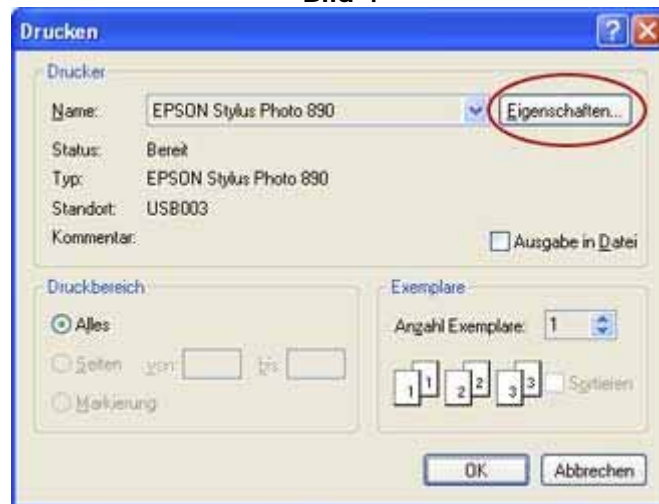 Drucken
Drucker
Name: EPSON Stylus Photo 890 Eigenschaften...
Status: Bereit
Typ: EPSON Stylus Photo 890
Standort: USB003
Kommentar:
Ausgabe in Datei
Druckbereich
Alles
Seiten von: bis:
Markierung
Exemplare
Anzahl Exemplare: 1
1 1 2 2 3 3 Sortieren
OK Abbrechen